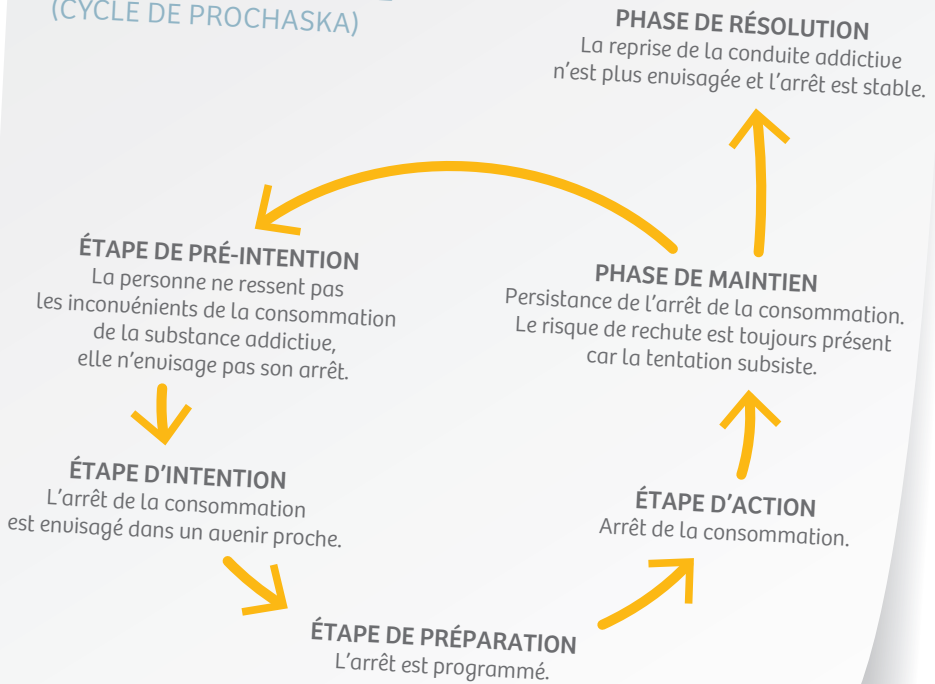 (CYCLE DE PROCHASKA)
PHASE DE RÉSOLUTION
La reprise de la conduite addictive
n'est plus envisagée et l'arrêt est stable.
ÉTAPE DE PRÉ-INTENTION
La personne ne ressent pas
les inconvénients de la consommation
de la substance addictive,
elle n'envisage pas son arrêt.
PHASE DE MAINTIEN
Persistance de l'arrêt de la consommation.
Le risque de rechute est toujours présent
car la tentation subsiste.
ÉTAPE D'INTENTION
L'arrêt de la consommation
est envisagé dans un avenir proche.
ÉTAPE D'ACTION
Arrêt de la consommation.
ÉTAPE DE PRÉPARATION
L'arrêt est programmé.